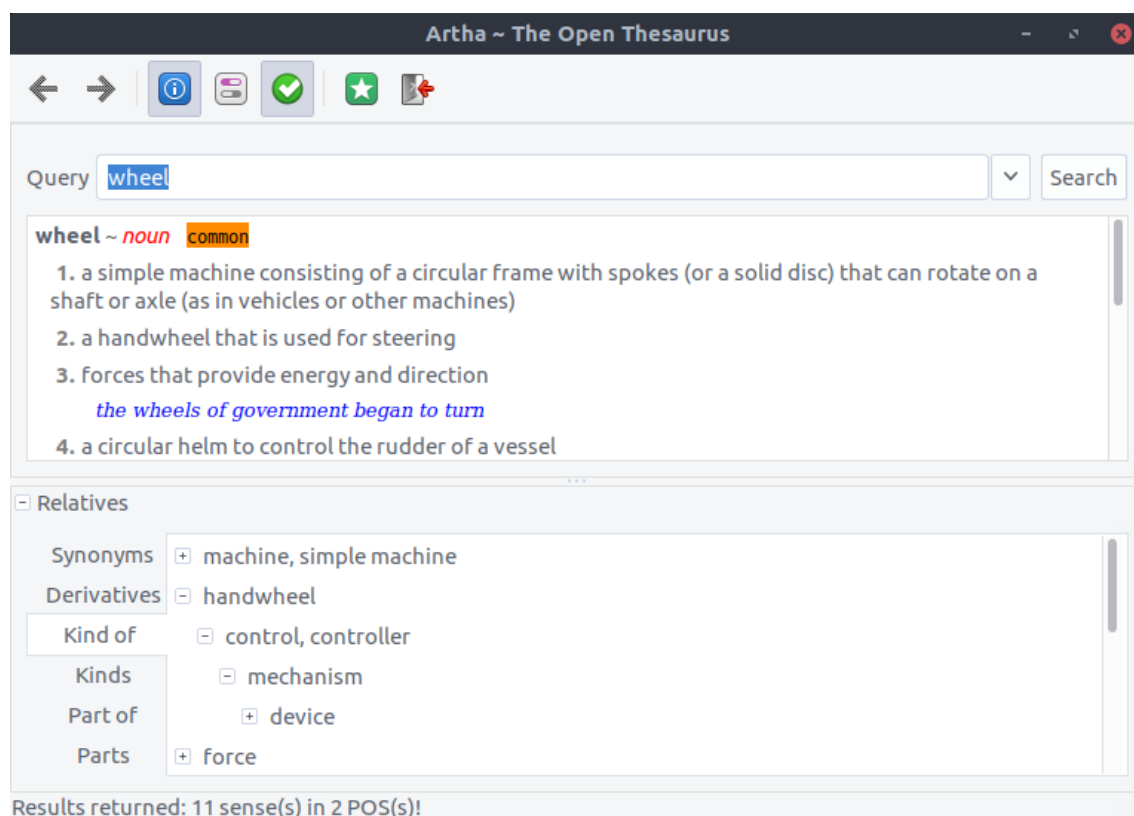 Artha ~ The Open Thesaurus
Query wheel Search
wheel ~ noun common
1. a simple machine consisting of a circular frame with spokes (or a solid disc) that can rotate on a
shaft or axle (as in vehicles or other machines)
2. a handwheel that is used for steering
3. forces that provide energy and direction
the wheels of government began to turn
4. a circular helm to control the rudder of a vessel
Relatives
Synonyms machine, simple machine
Derivatives handwheel
Kind of control, controller
Kinds mechanism
Part of device
Parts force
Results returned: 11 sense(s) in 2 POS(s)!